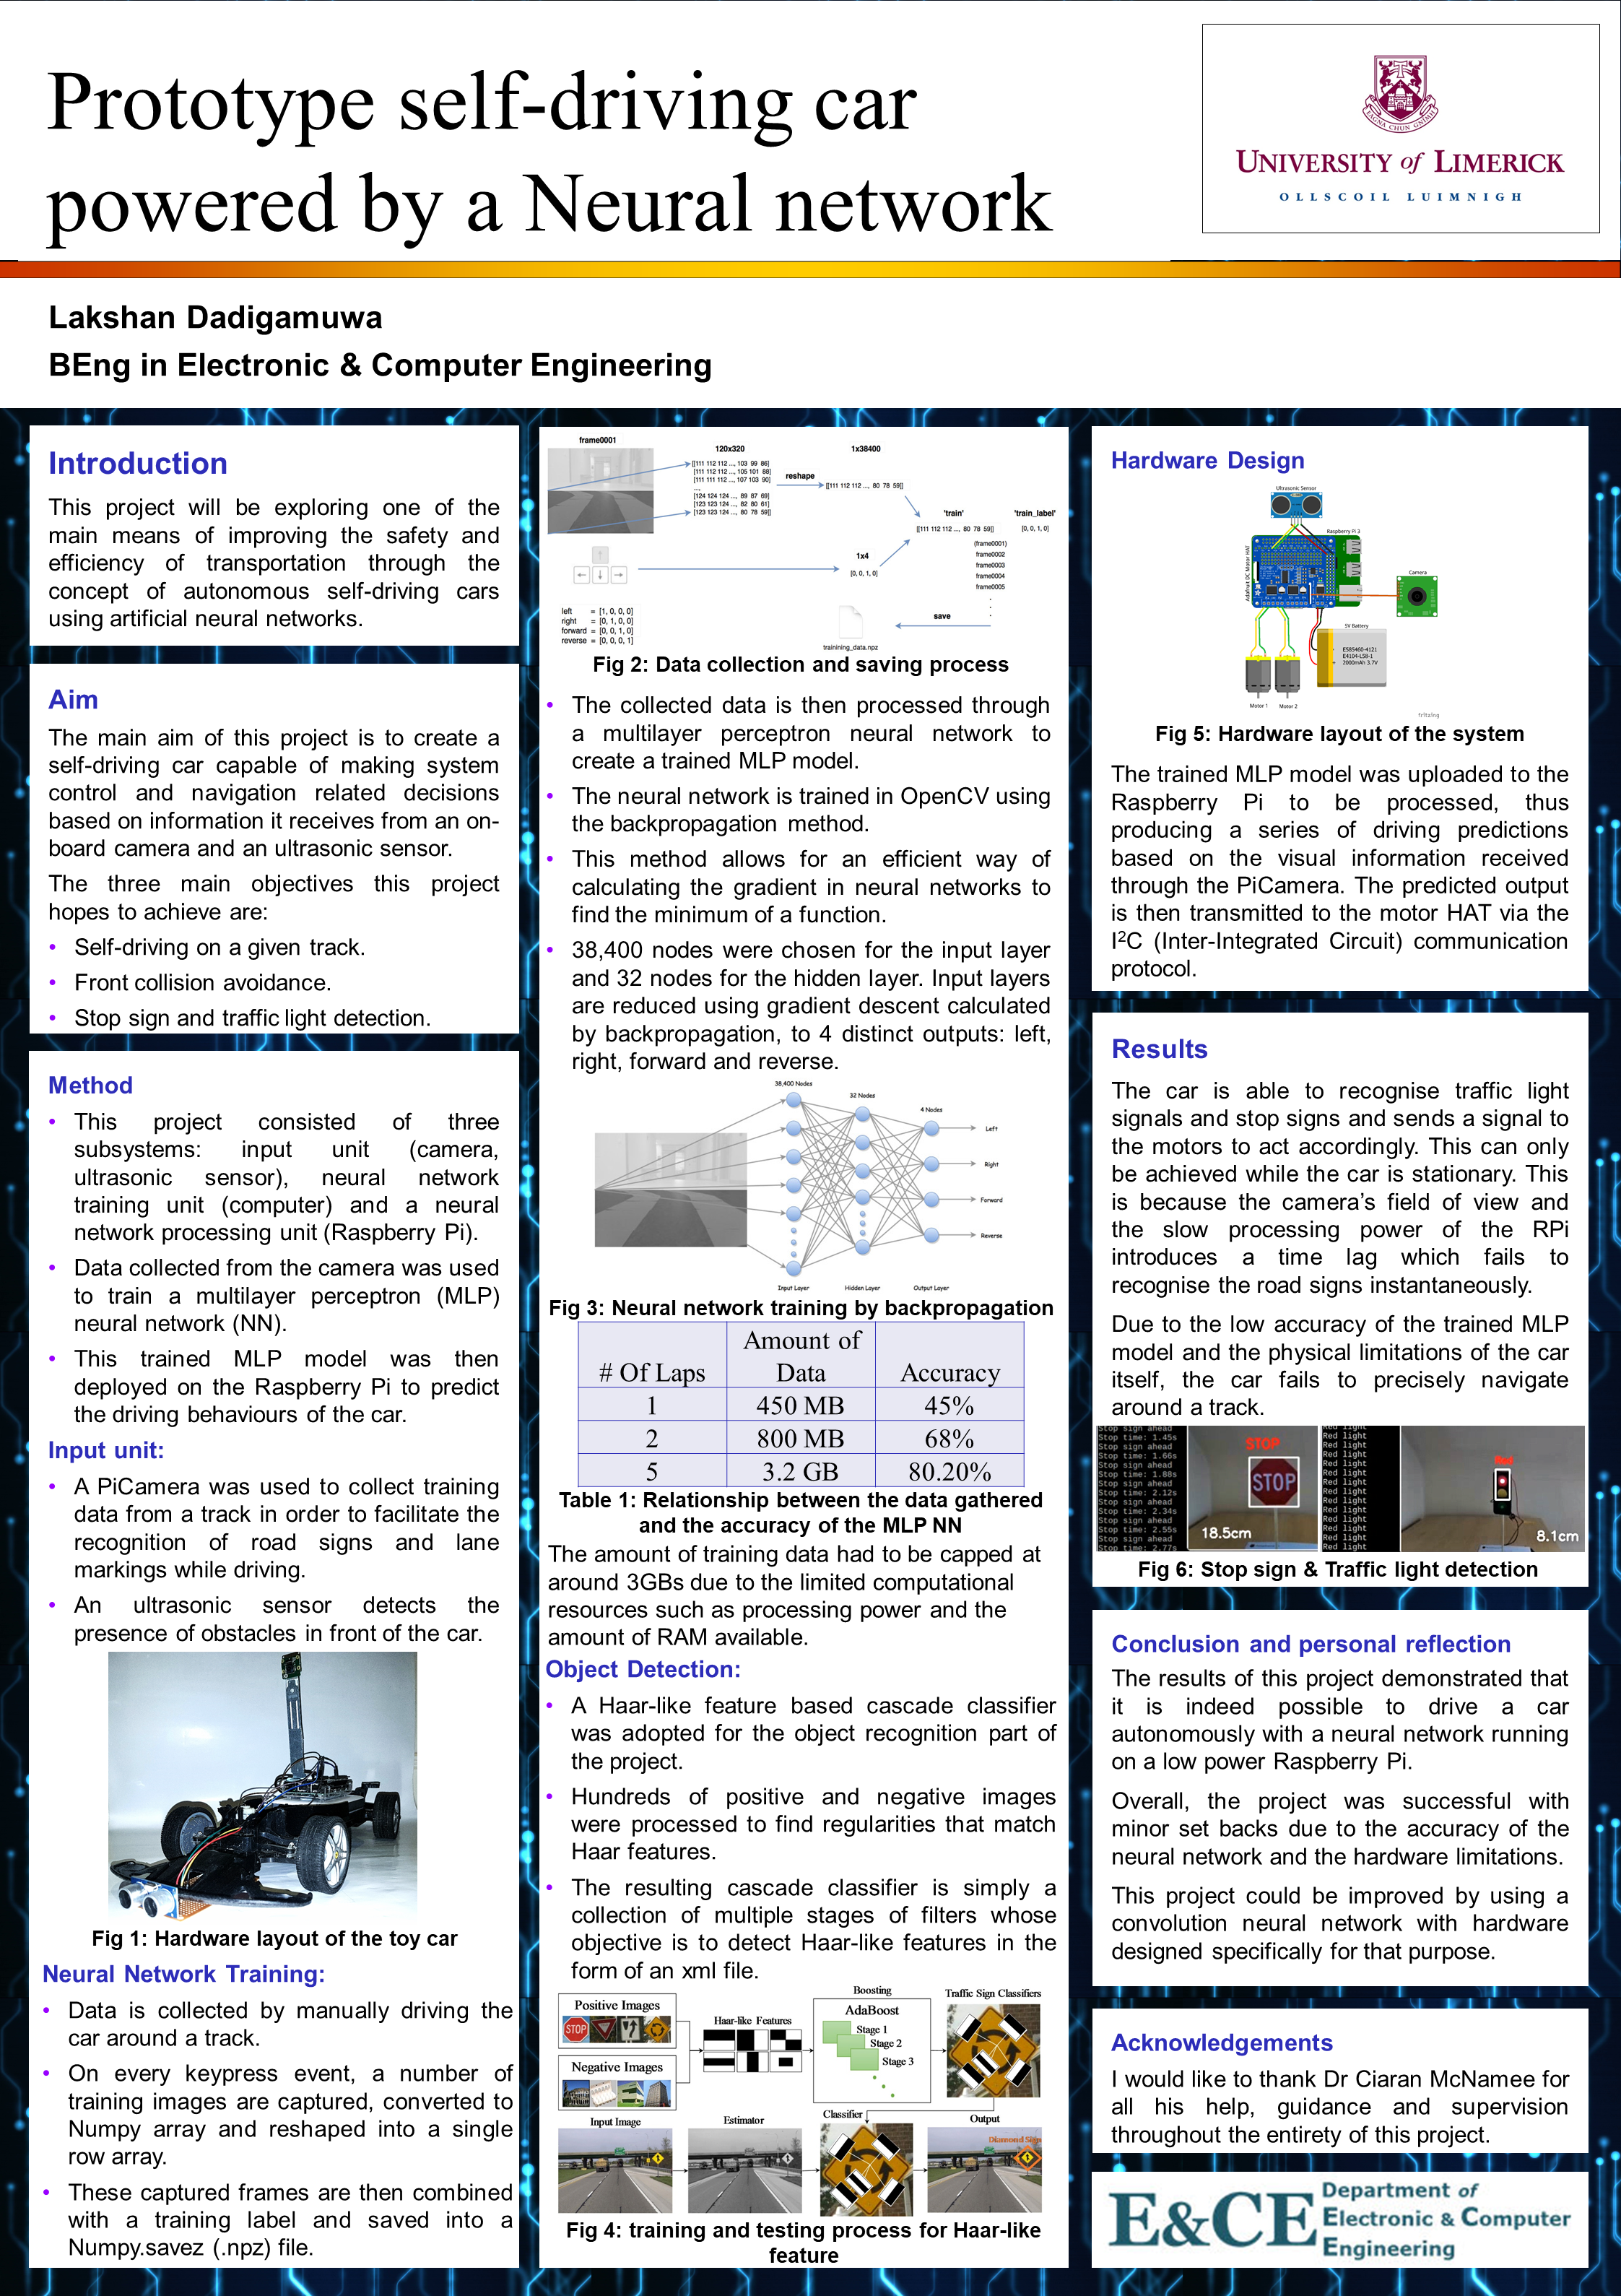 Prototype self-driving car
powered by a Neural network
EAGNA CHUN GNÍMH
UNIVERSITY of LIMERICK
OLLSCOIL LUIMNIGH
Lakshan Dadigamuwa
BEng in Electronic & Computer Engineering
Introduction
This project will be exploring one of the
main means of improving the safety and
efficiency of transportation through the
concept of autonomous self-driving cars
using artificial neural networks.
Aim
The main aim of this project is to create a
self-driving car capable of making system
control and navigation related decisions
based on information it receives from an on-
board camera and an ultrasonic sensor.
The three main objectives this project
hopes to achieve are:
• Self-driving on a given track.
• Front collision avoidance.
• Stop sign and traffic light detection.
Method
• This project consisted of three
subsystems: input unit (camera,
ultrasonic sensor), neural network
training unit (computer) and a neural
network processing unit (Raspberry Pi).
• Data collected from the camera was used
to train a multilayer perceptron (MLP)
neural network (NN).
• This trained MLP model was then
deployed on the Raspberry Pi to predict
the driving behaviours of the car.
Input unit:
• A PiCamera was used to collect training
data from a track in order to facilitate the
recognition of road signs and lane
markings while driving.
• An ultrasonic sensor detects the
presence of obstacles in front of the car.
Fig 1: Hardware layout of the toy car
Neural Network Training:
• Data is collected by manually driving the
car around a track.
• On every keypress event, a number of
training images are captured, converted to
Numpy array and reshaped into a single
row array.
• These captured frames are then combined
with a training label and saved into a
Numpy.savez (.npz) file.
frame0001
120x320
[[111 112 112 ..., 103 99 86]
[111 112 112 ..., 105 101 88]
[111 111 112 ..., 107 103 90]
...,
[124 124 124 ..., 89 87 69]
[123 123 124 ..., 82 80 61]
[123 123 124 ..., 80 78 59]]
reshape
1x38400
[[111 112 112 ..., 80 78 59]]
'train'
'train_label'
[[111 112 112 ..., 80 78 59]]
[0, 0, 1, 0]
(frame0001)
frame0002
frame0003
frame0004
frame0005
1x4
[0, 0, 1, 0]
left = [1, 0, 0, 0]
right = [0, 1, 0, 0]
forward = [0, 0, 1, 0]
reverse = [0, 0, 0, 1]
save
trainining_data.npz
Fig 2: Data collection and saving process
• The collected data is then processed through
a multilayer perceptron neural network to
create a trained MLP model.
• The neural network is trained in OpenCV using
the backpropagation method.
• This method allows for an efficient way of
calculating the gradient in neural networks to
find the minimum of a function.
• 38,400 nodes were chosen for the input layer
and 32 nodes for the hidden layer. Input layers
are reduced using gradient descent calculated
by backpropagation, to 4 distinct outputs: left,
right, forward and reverse.
38,400 Nodes
32 Nodes
4 Nodes
Left
Right
Forward
Reverse
Input Layer
Hidden Layer
Output Layer
Fig 3: Neural network training by backpropagation
# Of Laps Amount of Data Accuracy
1 450 MB 45%
2 800 MB 68%
5 3.2 GB 80.20%
Table 1: Relationship between the data gathered
and the accuracy of the MLP NN
The amount of training data had to be capped at
around 3GBs due to the limited computational
resources such as processing power and the
amount of RAM available.
Object Detection:
• A Haar-like feature based cascade classifier
was adopted for the object recognition part of
the project.
• Hundreds of positive and negative images
were processed to find regularities that match
Haar features.
• The resulting cascade classifier is simply a
collection of multiple stages of filters whose
objective is to detect Haar-like features in the
form of an xml file.
Positive Images
STOP
Negative Images
Haar-like Features
Boosting
AdaBoost
Stage 1
Stage 2
Stage 3
Traffic Sign Classifiers
Input Image
Estimator
Classifier
Output
Diamond Sign
Fig 4: training and testing process for Haar-like
feature
Hardware Design
Ultrasonic Sensor
Raspberry Pi 3
Adafruit DC Motor HAT
Camera
5V Battery
E585460-4121
E4104-L58-1
2000mAh 3.7V
Motor 1
Motor 2
fritzing
Fig 5: Hardware layout of the system
The trained MLP model was uploaded to the
Raspberry Pi to be processed, thus
producing a series of driving predictions
based on the visual information received
through the PiCamera. The predicted output
is then transmitted to the motor HAT via the
I²C (Inter-Integrated Circuit) communication
protocol.
Results
The car is able to recognise traffic light
signals and stop signs and sends a signal to
the motors to act accordingly. This can only
be achieved while the car is stationary. This
is because the camera's field of view and
the slow processing power of the RPi
introduces a time lag which fails to
recognise the road signs instantaneously.
Due to the low accuracy of the trained MLP
model and the physical limitations of the car
itself, the car fails to precisely navigate
around a track.
Stop sign ahead
Stop time: 1.45s
Stop sign ahead
Stop time: 1.66s
Stop sign ahead
Stop time: 1.88s
Stop sign ahead
Stop time: 2.12s
Stop sign ahead
Stop time: 2.34s
Stop sign ahead
Stop time: 2.55s
Stop sign ahead
Stop time: 2.77s
STOP
STOP
18.5cm
Red light
Red light
Red light
Red light
Red light
Red light
Red light
Red light
Red light
Red light
Red light
Red light
Red light
Red light
Red
8.1cm
Fig 6: Stop sign & Traffic light detection
Conclusion and personal reflection
The results of this project demonstrated that
it is indeed possible to drive a car
autonomously with a neural network running
on a low power Raspberry Pi.
Overall, the project was successful with
minor set backs due to the accuracy of the
neural network and the hardware limitations.
This project could be improved by using a
convolution neural network with hardware
designed specifically for that purpose.
Acknowledgements
I would like to thank Dr Ciaran McNamee for
all his help, guidance and supervision
throughout the entirety of this project.
E&CE
Department of
Electronic & Computer
Engineering